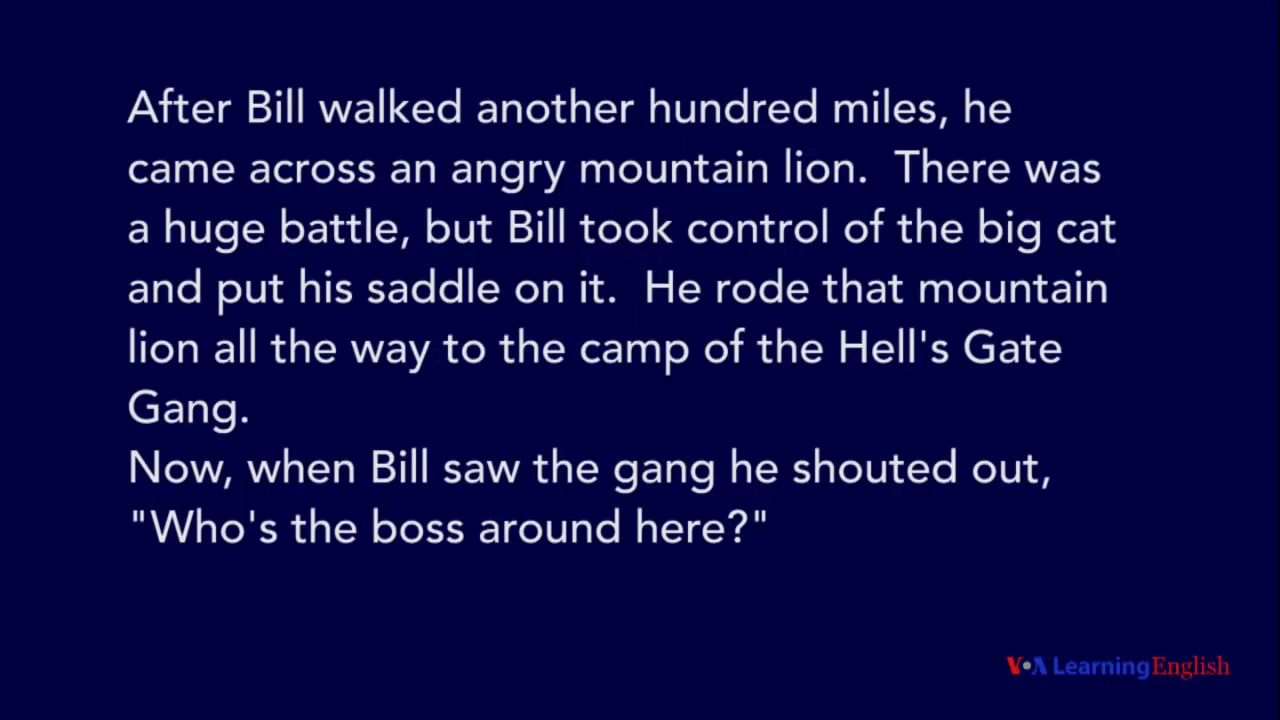 After Bill walked another hundred miles, he
came across an angry mountain lion.  There was
a huge battle, but Bill took control of the big cat
and put his saddle on it.  He rode that mountain
lion all the way to the camp of the Hell's Gate
Gang.
Now, when Bill saw the gang he shouted out,
"Who's the boss around here?"
VOA LearningEnglish